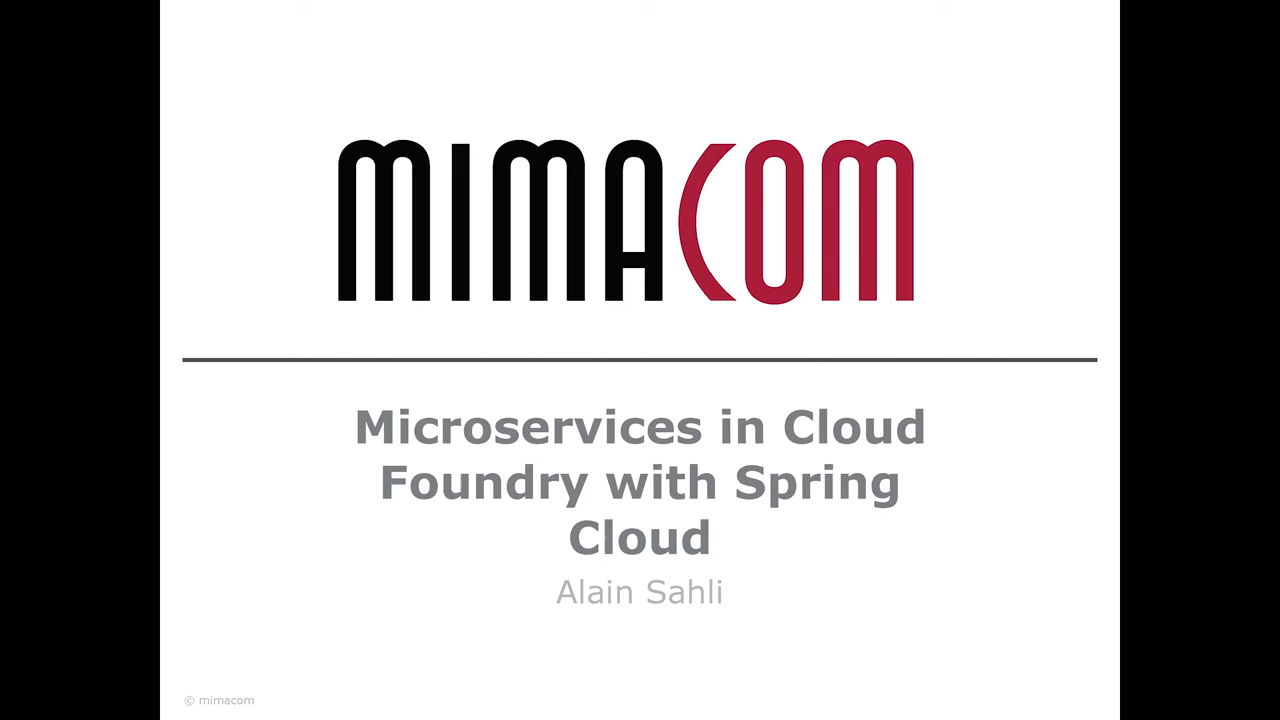 MIMACOM
Microservices in Cloud
Foundry with Spring
Cloud
Alain Sahli
© mimacom